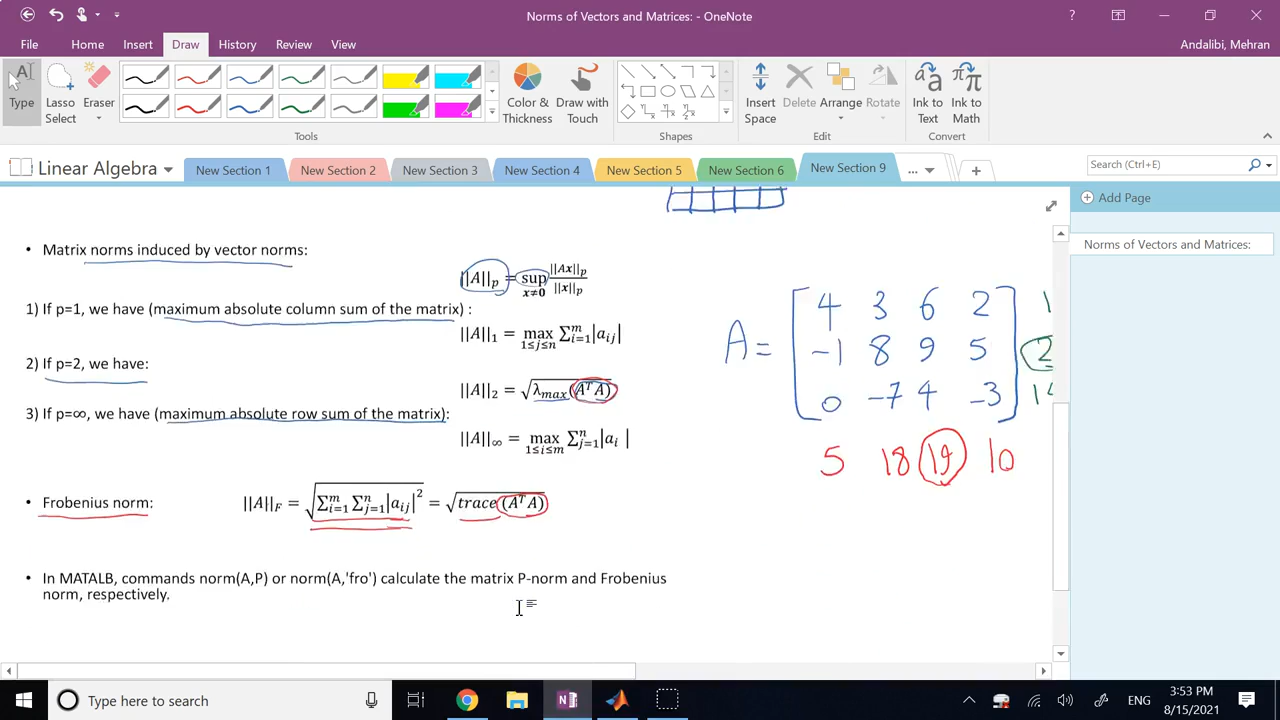 Norms of Vectors and Matrices: - OneNote
?
File
Home
Insert
Draw
History
Review
View
Andalibi, Mehran
Type
Lasso Select
Eraser
Color & Thickness
Draw with Touch
Insert Space
Delete
Arrange
Rotate
Ink to Text
Ink to Math
Tools
Shapes
Edit
Convert
Linear Algebra
New Section 1
New Section 2
New Section 3
New Section 4
New Section 5
New Section 6
New Section 9
...
Search (Ctrl+E)
Add Page
Norms of Vectors and Matrices:
• Matrix norms induced by vector norms:
||A||ₚ = sup x≠0 ||Ax||ₚ / ||x||ₚ
1) If p=1, we have (maximum absolute column sum of the matrix) :
||A||₁ = max 1≤j≤n ∑ᵢ₌₁ᵐ|aᵢⱼ|
2) If p=2, we have:
||A||₂ = √λₘₐₓ(AᵀA)
3) If p=∞, we have (maximum absolute row sum of the matrix):
||A||∞ = max 1≤i≤m ∑ⱼ₌₁ⁿ|aᵢ |
• Frobenius norm:
||A||F = √∑ᵢ₌₁ᵐ ∑ⱼ₌₁ⁿ|aᵢⱼ|² = √trace (AᵀA)
• In MATALB, commands norm(A,P) or norm(A,'fro') calculate the matrix P-norm and Frobenius
norm, respectively.
4 3 6 2
A = -1 8 9 5
0 -7 4 -3
5 18 19 10
Type here to search
ENG
3:53 PM
8/15/2021